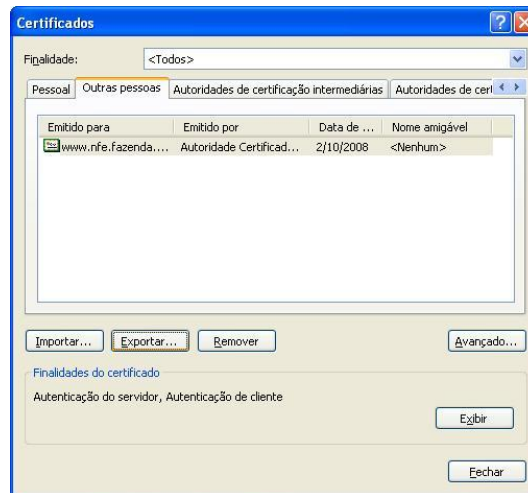 Certificados
Finalidade: <Todos>
Pessoal Outras pessoas Autoridades de certificação intermediárias Autoridades de cer
Emitido para Emitido por Data de ... Nome amigável
www.nfe.fazenda.... Autoridade Certificad... 2/10/2008 <Nenhum>
Importar... Exportar... Remover Avançado...
Finalidades do certificado
Autenticação do servidor, Autenticação de cliente
Exibir
Fechar